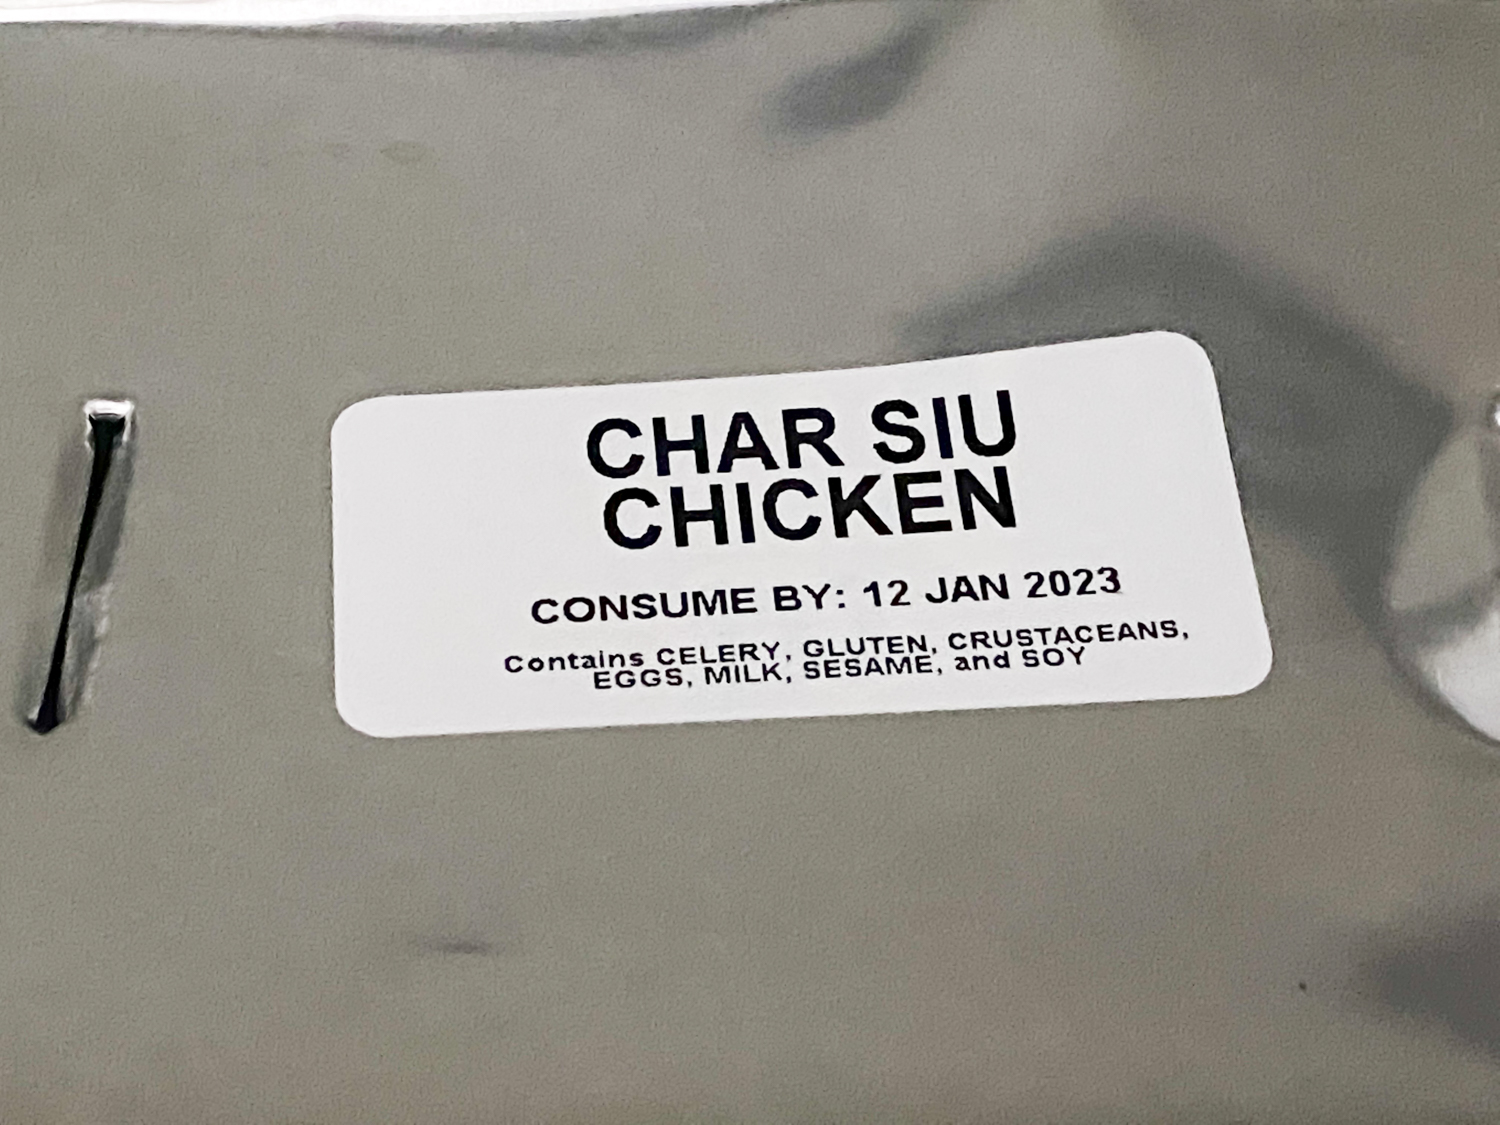 CHAR SIU
CHICKEN
CONSUME BY: 12 JAN 2023
Contains CELERY, GLUTEN, CRUSTACEANS,
EGGS, MILK, SESAME, and SOY